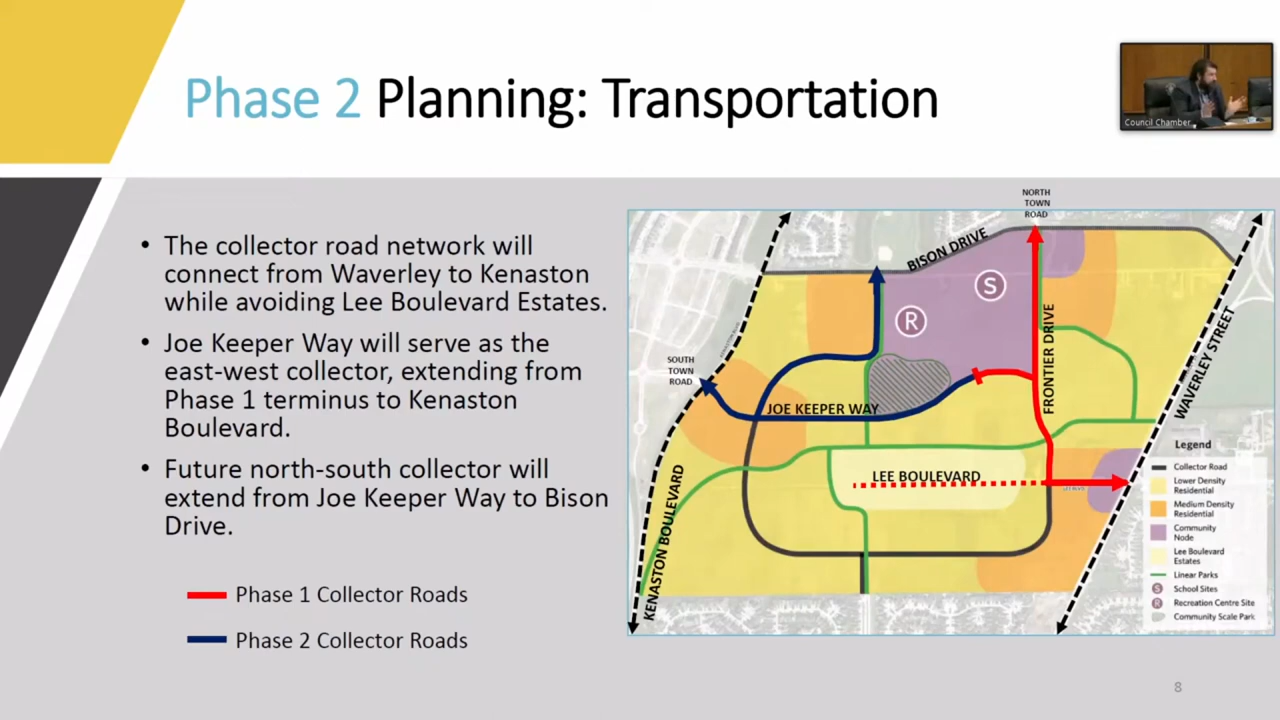 Phase 2 Planning: Transportation
Council Chamber
• The collector road network will
connect from Waverley to Kenaston
while avoiding Lee Boulevard Estates.
• Joe Keeper Way will serve as the
east-west collector, extending from
Phase 1 terminus to Kenaston
Boulevard.
• Future north-south collector will
extend from Joe Keeper Way to Bison
Drive.
Phase 1 Collector Roads
Phase 2 Collector Roads
NORTH
TOWN
ROAD
BISON DRIVE
S
R
SOUTH
TOWN
ROAD
FRONTIER DRIVE
WAVERLEY STREET
JOE KEEPER WAY
LEE BOULEVARD
KENASTON BOULEVARD
Legend
Collector Road
Lower Density
Residential
Medium Density
Residential
Community
Node
Lee Boulevard
Estates
Linear Parks
S School Sites
R Recreation Centre Site
Community Scale Park
8